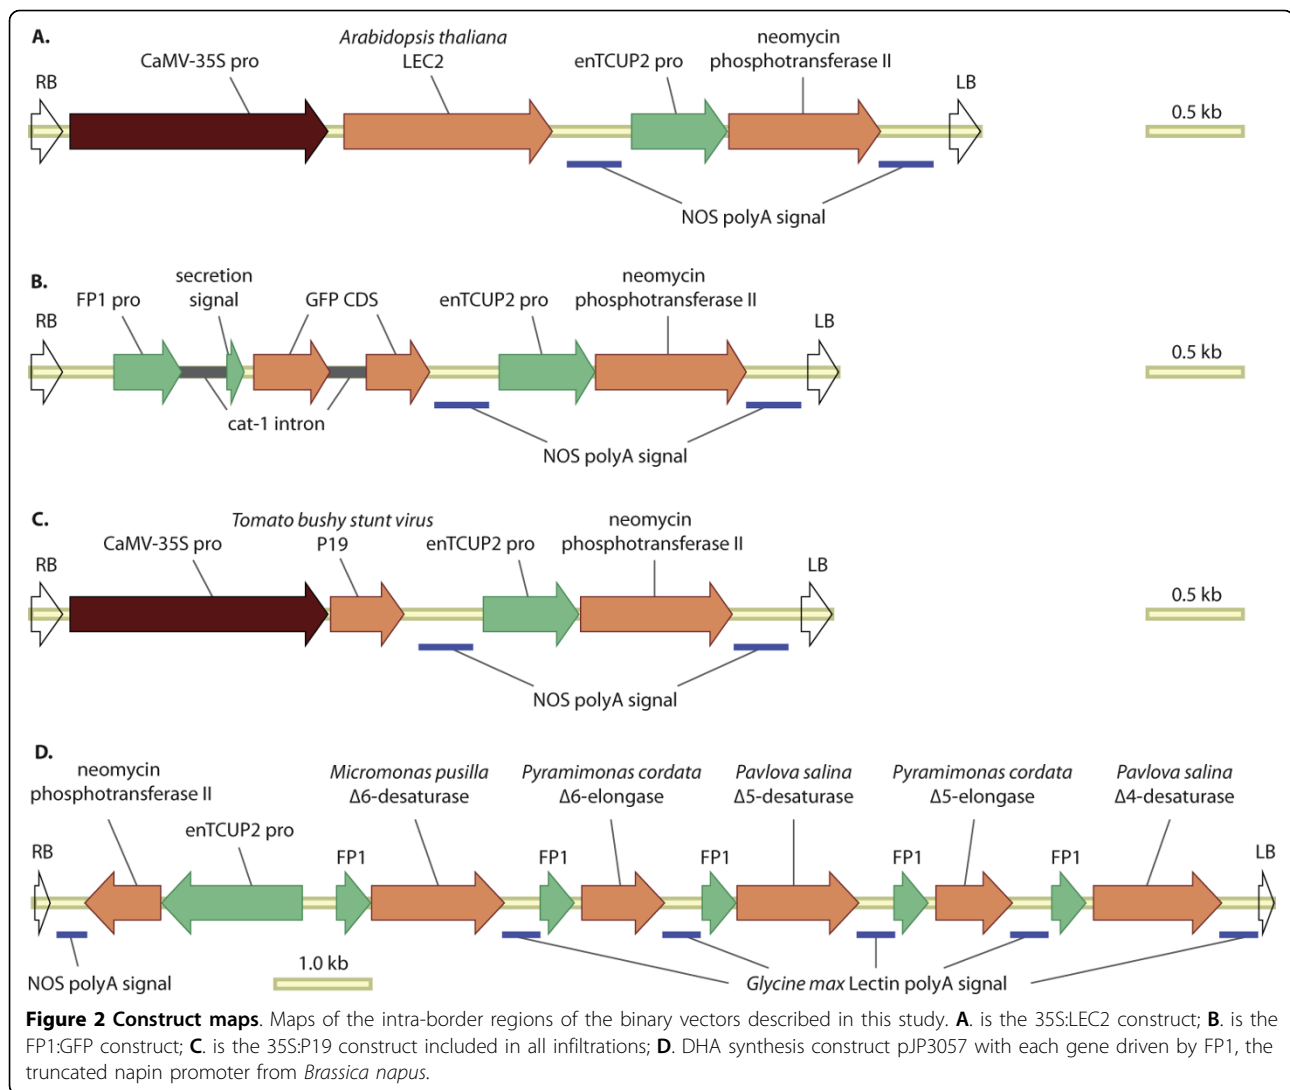 A.
Arabidopsis thaliana
LEC2
neomycin
phosphotransferase II
CaMV-35S pro
enTCUP2 pro
RB
LB
0.5 kb
NOS polyA signal
B.
FP1 pro
secretion
signal
GFP CDS
enTCUP2 pro
neomycin
phosphotransferase II
RB
LB
0.5 kb
cat-1 intron
NOS polyA signal
C.
CaMV-35S pro
Tomato bushy stunt virus
P19
enTCUP2 pro
neomycin
phosphotransferase II
RB
LB
0.5 kb
NOS polyA signal
D.
neomycin
phosphotransferase II
enTCUP2 pro
Micromonas pusilla
Δ6-desaturase
Pyramimonas cordata
Δ6-elongase
Pavlova salina
Δ5-desaturase
Pyramimonas cordata
Δ5-elongase
Pavlova salina
Δ4-desaturase
RB
FP1
FP1
FP1
FP1
FP1
LB
NOS polyA signal
1.0 kb
Glycine max Lectin polyA signal
Figure 2 Construct maps. Maps of the intra-border regions of the binary vectors described in this study. A. is the 35S:LEC2 construct; B. is the
FP1:GFP construct; C. is the 35S:P19 construct included in all infiltrations; D. DHA synthesis construct pJP3057 with each gene driven by FP1, the
truncated napin promoter from Brassica napus.